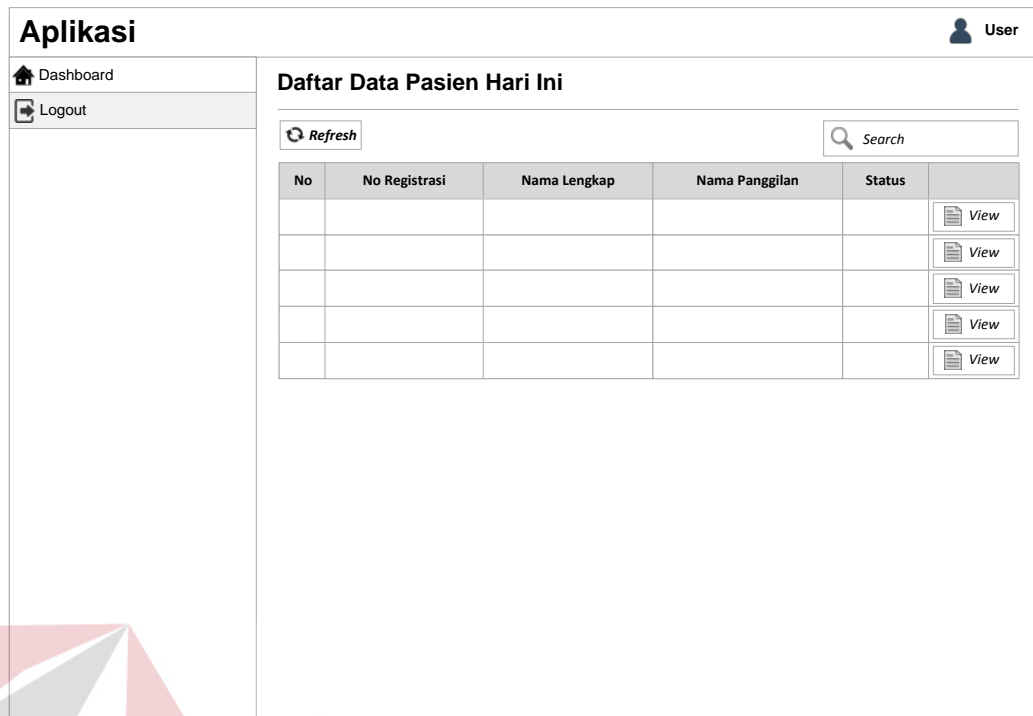 Aplikasi
User
Dashboard
Logout
Daftar Data Pasien Hari Ini
Refresh
Search
No No Registrasi Nama Lengkap Nama Panggilan Status
View
View
View
View
View